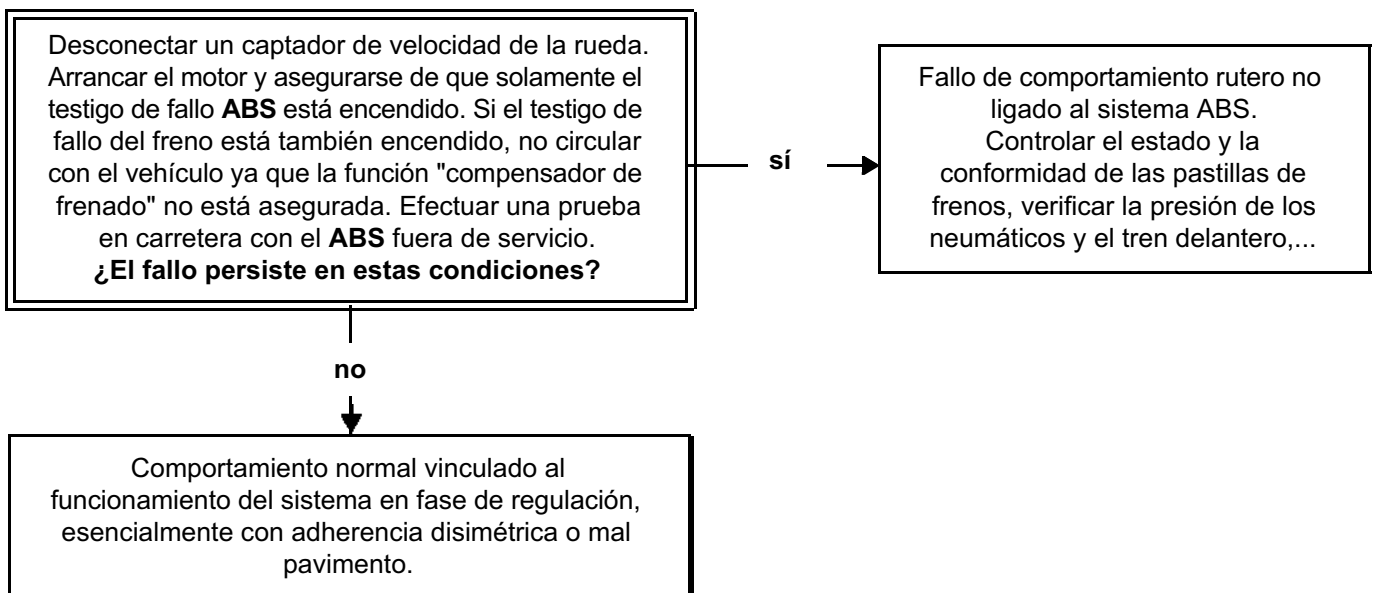 Desconectar un captador de velocidad de la rueda.
Arrancar el motor y asegurarse de que solamente el
testigo de fallo ABS está encendido. Si el testigo de
fallo del freno está también encendido, no circular
con el vehículo ya que la función "compensador de
frenado" no está asegurada. Efectuar una prueba
en carretera con el ABS fuera de servicio.
¿El fallo persiste en estas condiciones?
sí
Fallo de comportamiento rutero no
ligado al sistema ABS.
Controlar el estado y la
conformidad de las pastillas de
frenos, verificar la presión de los
neumáticos y el tren delantero,...
no
Comportamiento normal vinculado al
funcionamiento del sistema en fase de regulación,
esencialmente con adherencia disimétrica o mal
pavimento.